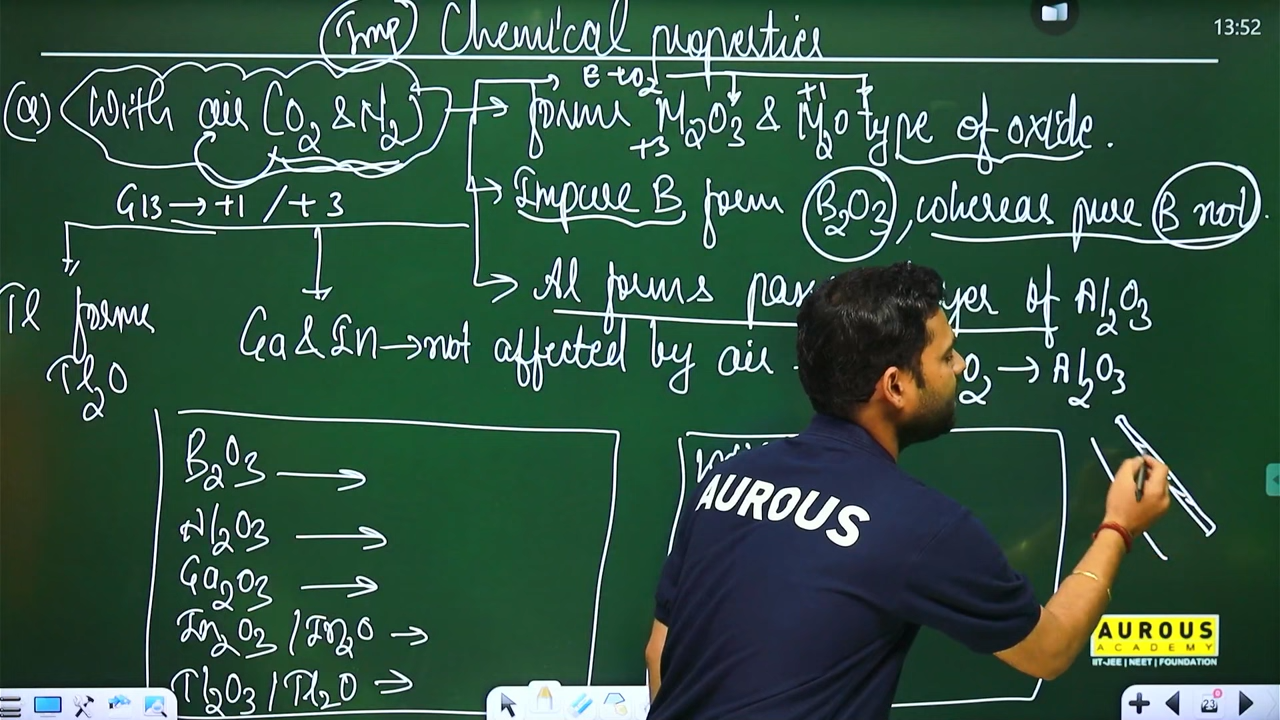 13:52
Imp Chemical properties
E + O2
(a) With air (O2 & N2) → forms M2O3 & M2O type of oxide.
+3 +1
G13 → +1 / +3
→ Impure B form B2O3, whereas pure B not.
→ Al forms layer of Al2O3
O2 → Al2O3
Tl forms
Tl2O
Ga & In → not affected by air
B2O3 →
Al2O3 →
Ga2O3 →
In2O3 / In2O →
Tl2O3 / Tl2O →
AUROUS
AUROUS
ACADEMY
IIT-JEE | NEET | FOUNDATION
23